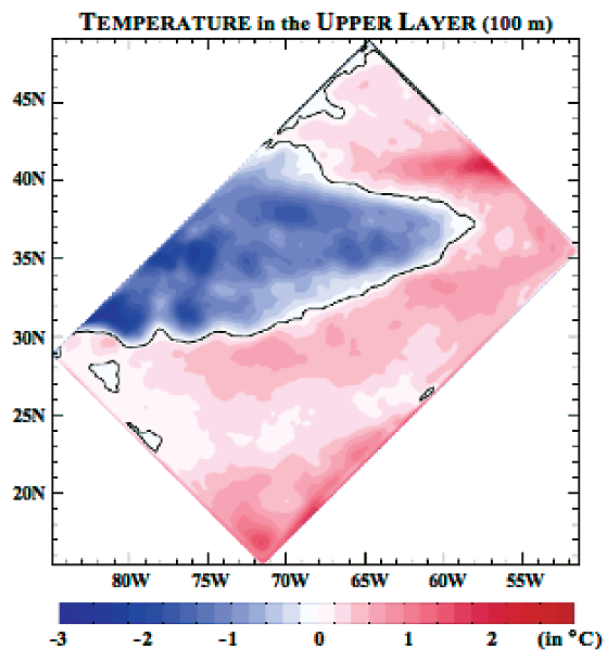 TEMPERATURE in the UPPER LAYER (100 m)
45N
40N
35N
30N
25N
20N
80W 75W 70W 65W 60W 55W
-3 -2 -1 0 1 2 (in °C)